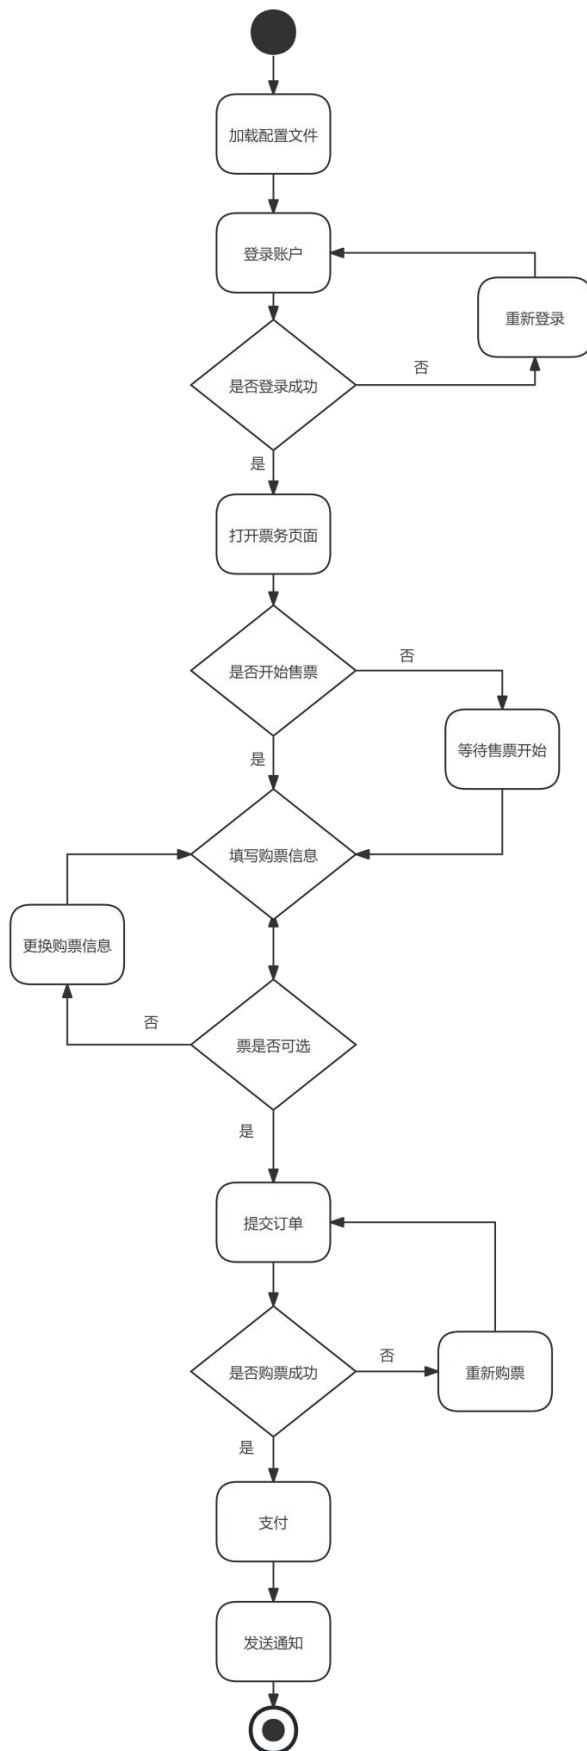 加载配置文件
登录账户
重新登录
是否登录成功
否
是
打开票务页面
是否开始售票
否
等待售票开始
是
填写购票信息
更换购票信息
否
票是否可选
是
提交订单
是否购票成功
否
重新购票
是
支付
发送通知